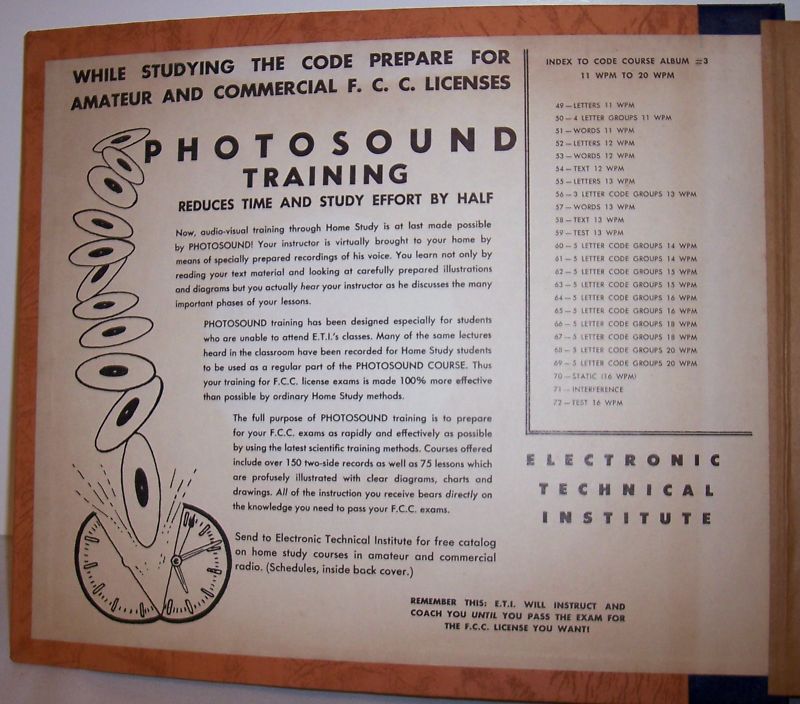 WHILE STUDYING THE CODE PREPARE FOR
AMATEUR AND COMMERCIAL F. C. C. LICENSES
PHOTOSOUND
TRAINING
REDUCES TIME AND STUDY EFFORT BY HALF
Now, audio-visual training through Home Study is at last made possible
by PHOTOSOUND! Your instructor is virtually brought to your home by
means of specially prepared recordings of his voice. You learn not only by
reading your text material and looking at carefully prepared illustrations
and diagrams but you actually hear your instructor as he discusses the many
important phases of your lessons.
PHOTOSOUND training has been designed especially for students
who are unable to attend E.T.I.'s classes. Many of the same lectures
heard in the classroom have been recorded for Home Study students
to be used as a regular part of the PHOTOSOUND COURSE. Thus
your training for F.C.C. license exams is made 100% more effective
than possible by ordinary Home Study methods.
The full purpose of PHOTOSOUND training is to prepare
for your F.C.C. exams as rapidly and effectively as possible
by using the latest scientific training methods. Courses offered
include over 150 two-side records as well as 75 lessons which
are profusely illustrated with clear diagrams, charts and
drawings. All of the instruction you receive bears directly on
the knowledge you need to pass your F.C.C. exams.
Send to Electronic Technical Institute for free catalog
on home study courses in amateur and commercial
radio. (Schedules, inside back cover.)
REMEMBER THIS: E.T.I. WILL INSTRUCT AND
COACH YOU UNTIL YOU PASS THE EXAM FOR
THE F.C.C. LICENSE YOU WANT!
INDEX TO CODE COURSE ALBUM #3
11 WPM TO 20 WPM
49—LETTERS 11 WPM
50—4 LETTER GROUPS 11 WPM
51—WORDS 11 WPM
52—LETTERS 12 WPM
53—WORDS 12 WPM
54—TEXT 12 WPM
55—LETTERS 13 WPM
56—3 LETTER CODE GROUPS 13 WPM
57—WORDS 13 WPM
58—TEXT 13 WPM
59—TEST 13 WPM
60—5 LETTER CODE GROUPS 14 WPM
61—5 LETTER CODE GROUPS 14 WPM
62—5 LETTER CODE GROUPS 15 WPM
63—5 LETTER CODE GROUPS 15 WPM
64—5 LETTER CODE GROUPS 16 WPM
65—5 LETTER CODE GROUPS 16 WPM
66—5 LETTER CODE GROUPS 18 WPM
67—5 LETTER CODE GROUPS 18 WPM
68—5 LETTER CODE GROUPS 20 WPM
69—5 LETTER CODE GROUPS 20 WPM
70—STATIC (16 WPM)
71—INTERFERENCE
72—TEST 16 WPM
ELECTRONIC
TECHNICAL
INSTITUTE